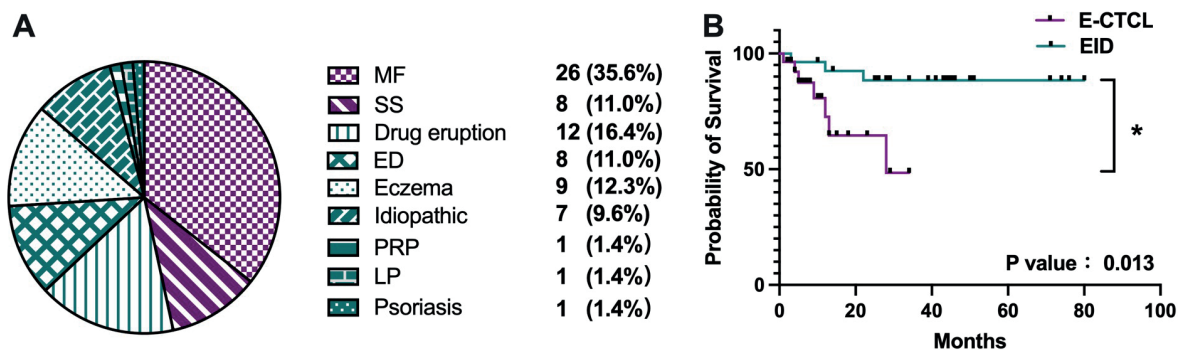 A
MF 26 (35.6%)
SS 8 (11.0%)
Drug eruption 12 (16.4%)
ED 8 (11.0%)
Eczema 9 (12.3%)
Idiopathic 7 (9.6%)
PRP 1 (1.4%)
LP 1 (1.4%)
Psoriasis 1 (1.4%)
B
E-CTCL
EID
Probability of Survival
100
50
0
*
P value： 0.013
0 20 40 60 80 100
Months